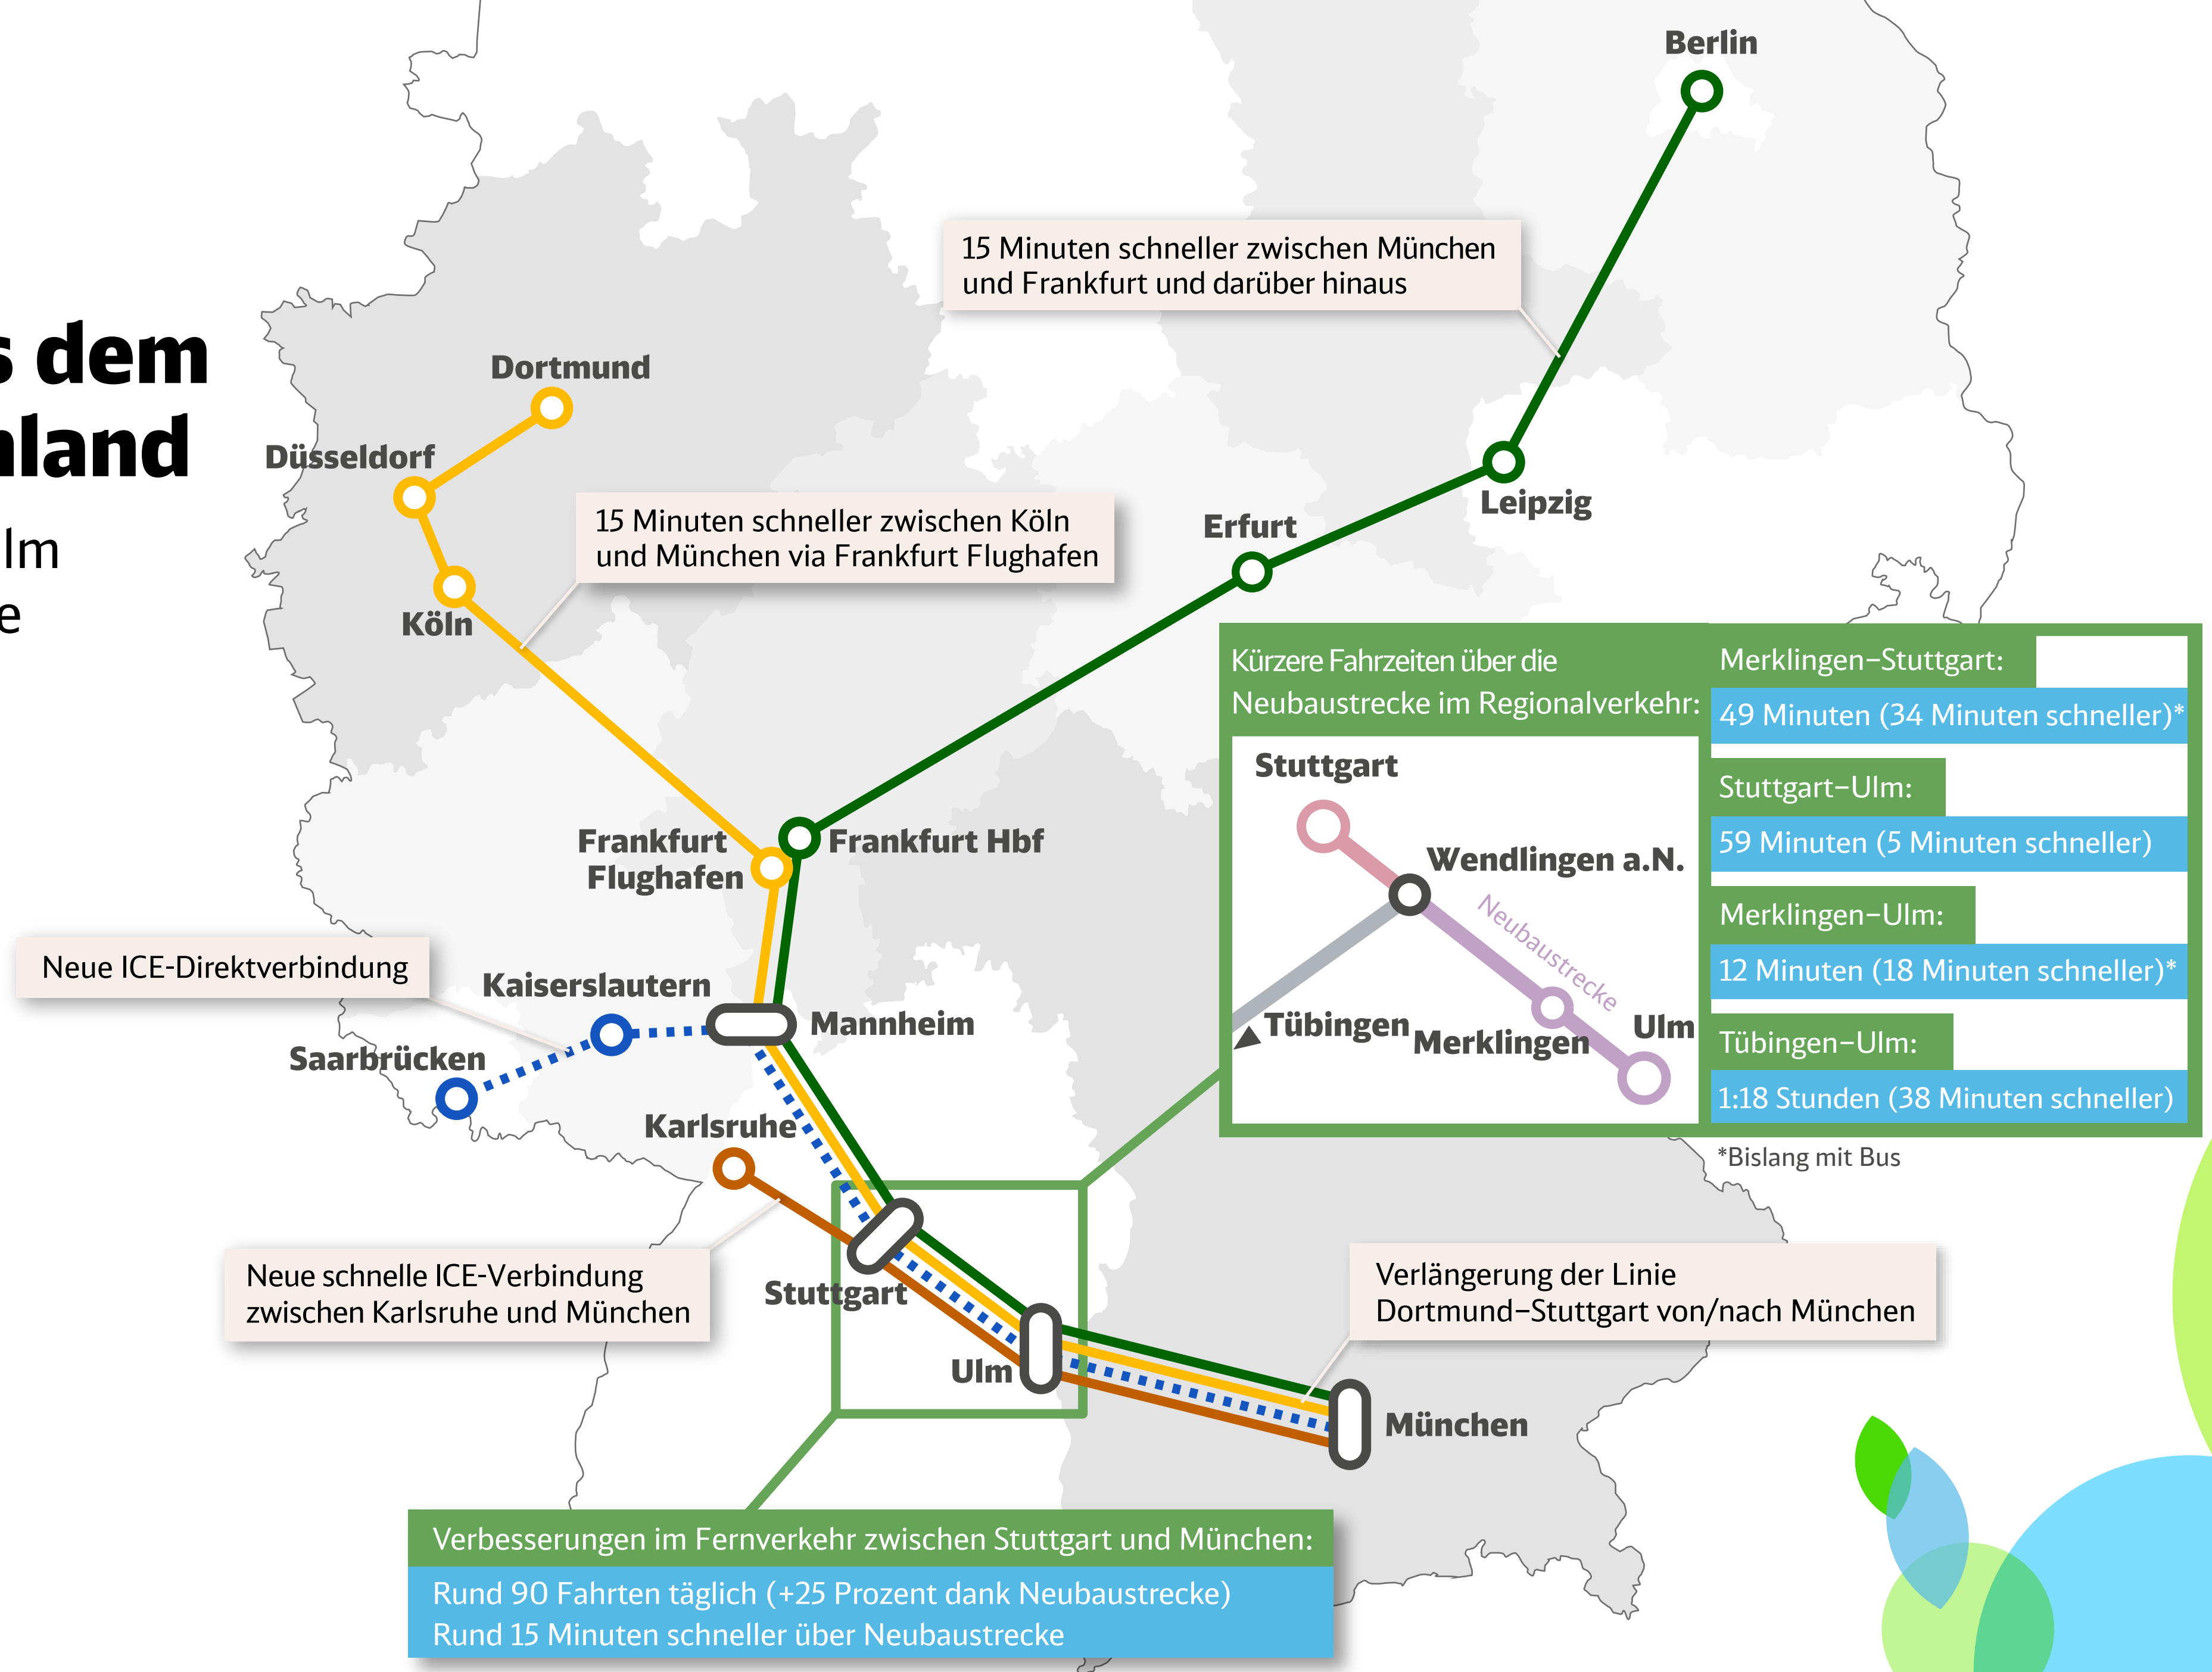 dem
Berlin
15 Minuten schneller zwischen München
und Frankfurt und darüber hinaus
Dortmund
Düsseldorf
15 Minuten schneller zwischen Köln
und München via Frankfurt Flughafen
Köln
Leipzig
Erfurt
Kürzere Fahrzeiten über die
Neubaustrecke im Regionalverkehr:
Stuttgart
Wendlingen a.N.
Neubaustrecke
Tübingen
Merklingen
Ulm
Merklingen–Stuttgart:
49 Minuten (34 Minuten schneller)*
Stuttgart–Ulm:
59 Minuten (5 Minuten schneller)
Merklingen–Ulm:
12 Minuten (18 Minuten schneller)*
Tübingen–Ulm:
1:18 Stunden (38 Minuten schneller)
*Bislang mit Bus
Frankfurt
Flughafen
Frankfurt Hbf
Neue ICE-Direktverbindung
Kaiserslautern
Mannheim
Saarbrücken
Karlsruhe
Neue schnelle ICE-Verbindung
zwischen Karlsruhe und München
Stuttgart
Ulm
Verlängerung der Linie
Dortmund–Stuttgart von/nach München
München
Verbesserungen im Fernverkehr zwischen Stuttgart und München:
Rund 90 Fahrten täglich (+25 Prozent dank Neubaustrecke)
Rund 15 Minuten schneller über Neubaustrecke